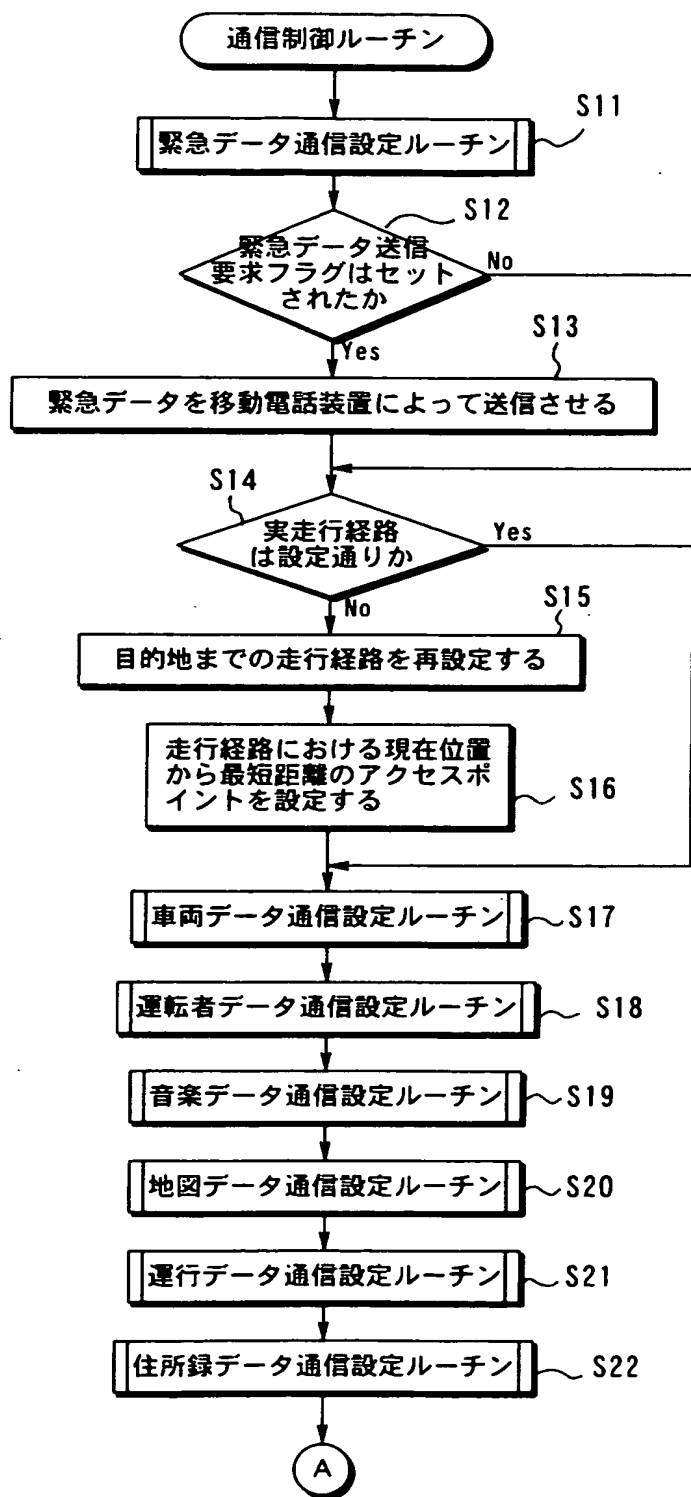 通信制御ルーチン
S11
緊急データ通信設定ルーチン
S12
緊急データ送信
要求フラグはセット
されたか
No
Yes
S13
緊急データを移動電話装置によって送信させる
S14
実走行経路
は設定通りか
Yes
No
S15
目的地までの走行経路を再設定する
走行経路における現在位置
から最短距離のアクセスポ
イントを設定する
S16
車両データ通信設定ルーチン
S17
運転者データ通信設定ルーチン
S18
音楽データ通信設定ルーチン
S19
地図データ通信設定ルーチン
S20
運行データ通信設定ルーチン
S21
住所録データ通信設定ルーチン
S22
A